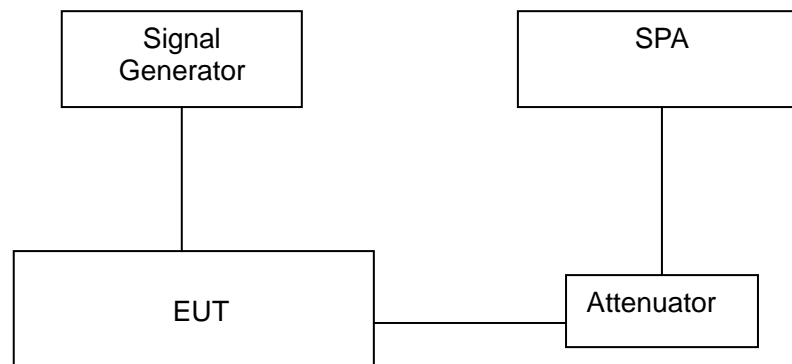 Signal
Generator
SPA
EUT
Attenuator